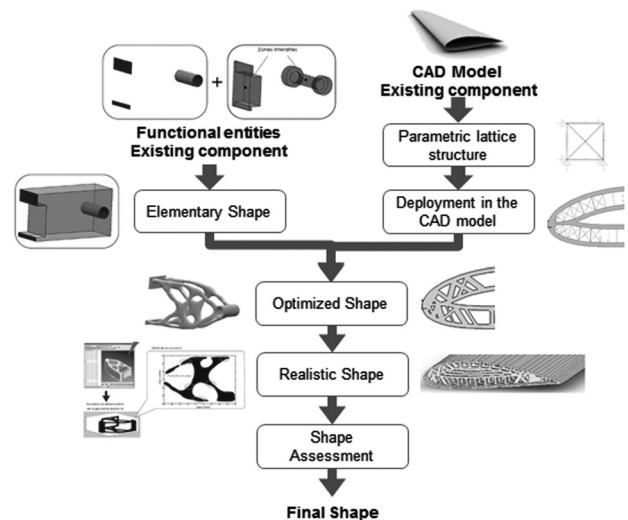 Zones interdites
+
CAD Model
Existing component
Functional entities
Existing component
Parametric lattice
structure
Elementary Shape
Deployment in the
CAD model
Optimized Shape
Realistic Shape
Shape
Assessment
Final Shape